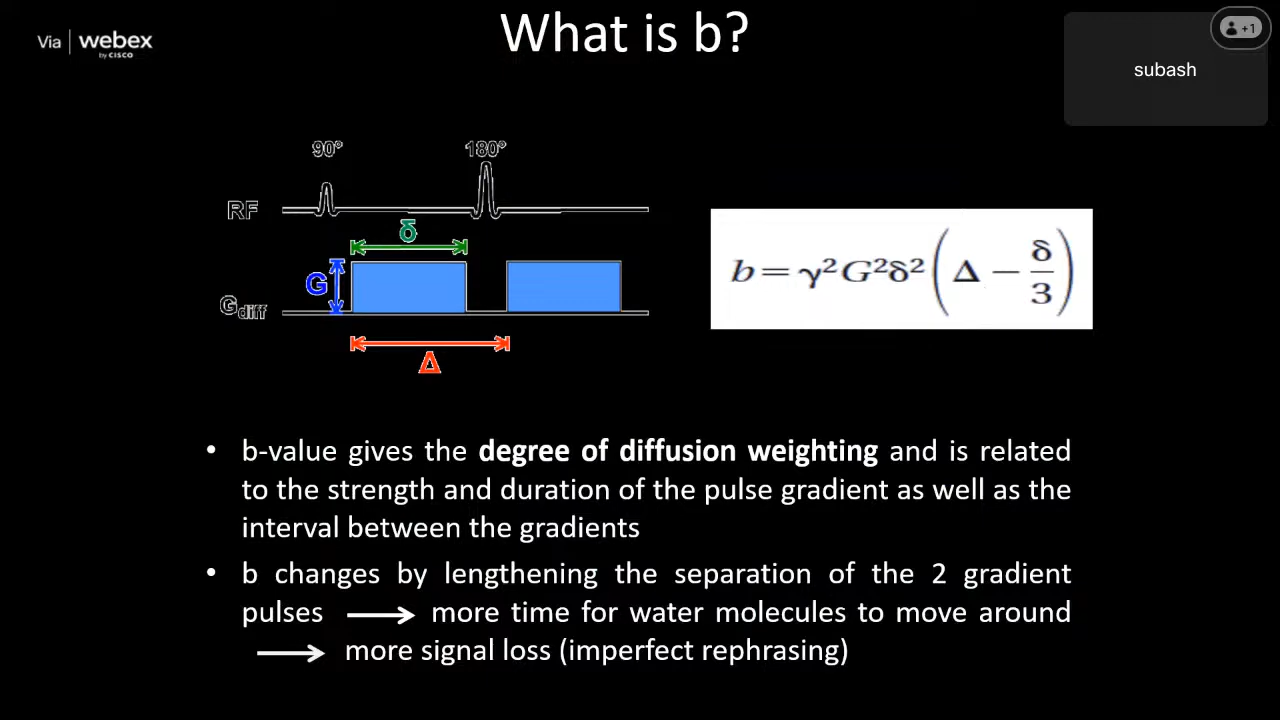 What is b?
Via | webex
by CISCO
+1
subash
90° 180°
RF
δ
G
G_diff
Δ
b = γ²G²δ² (Δ − δ/3)
• b-value gives the degree of diffusion weighting and is related
to the strength and duration of the pulse gradient as well as the
interval between the gradients
• b changes by lengthening the separation of the 2 gradient
pulses ⟶ more time for water molecules to move around
⟶ more signal loss (imperfect rephrasing)